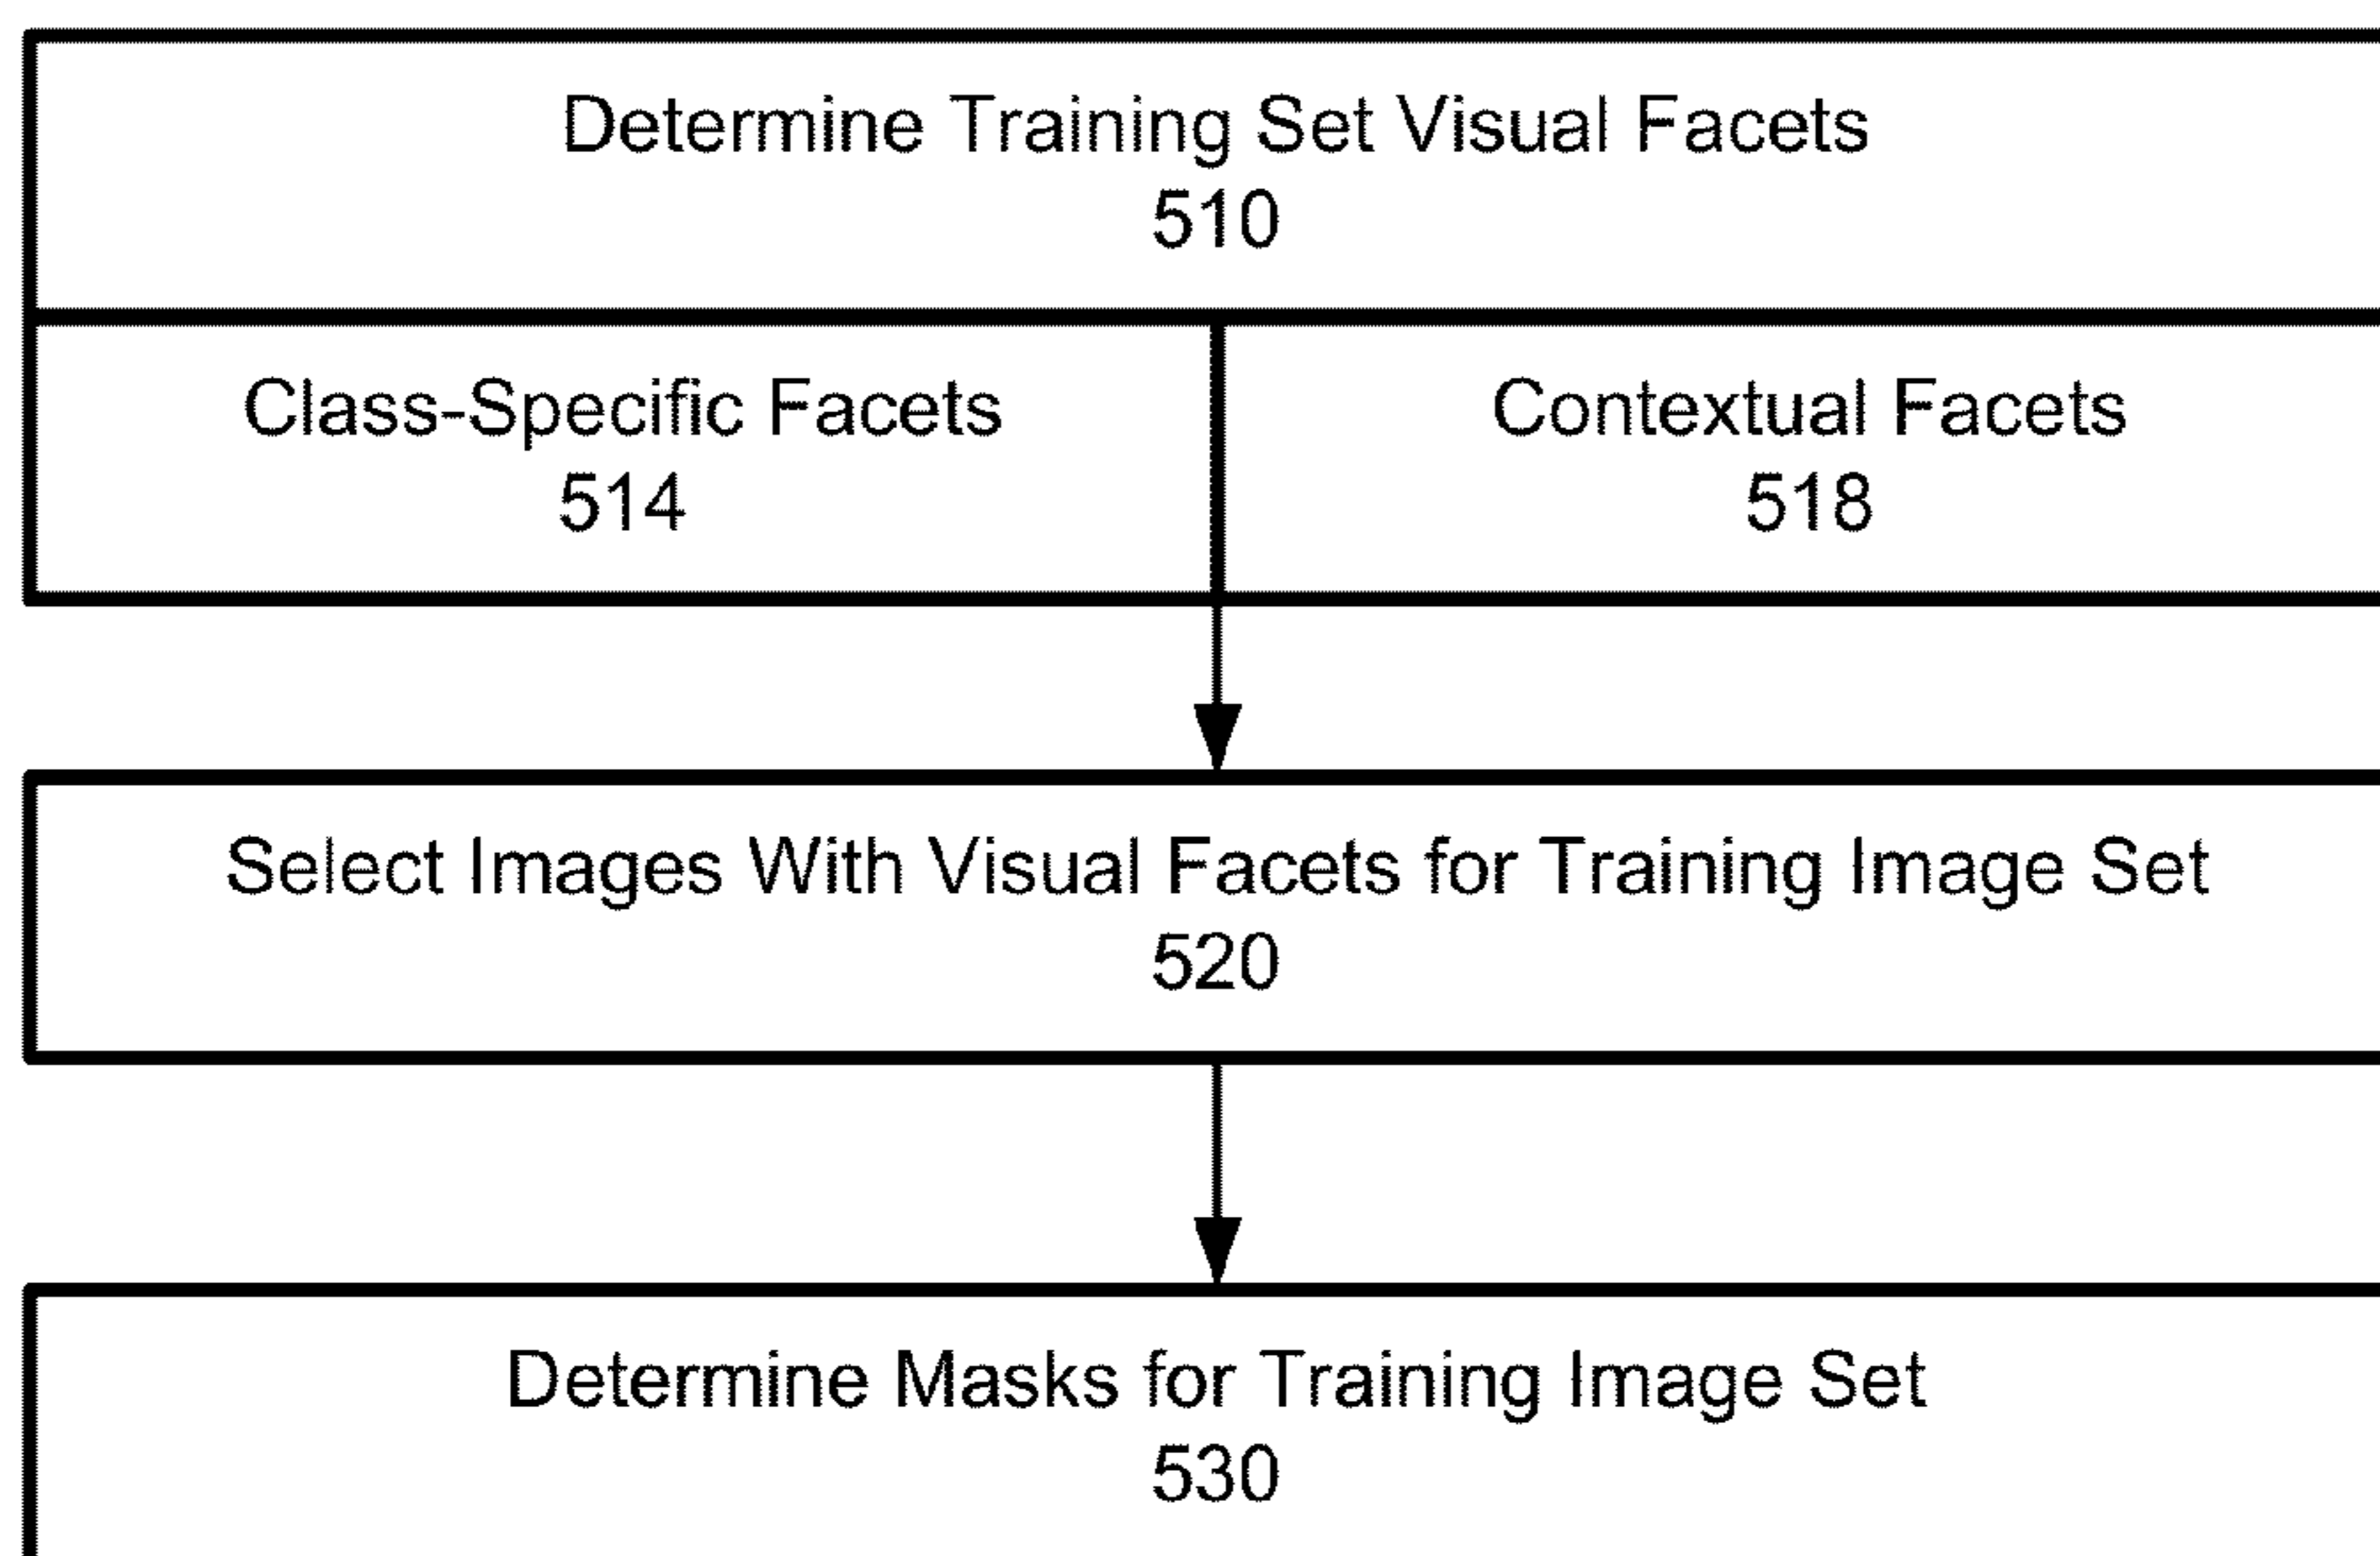 Determine Training Set Visual Facets
510
Class-Specific Facets
514
Contextual Facets
518
Select Images With Visual Facets for Training Image Set
520
Determine Masks for Training Image Set
530